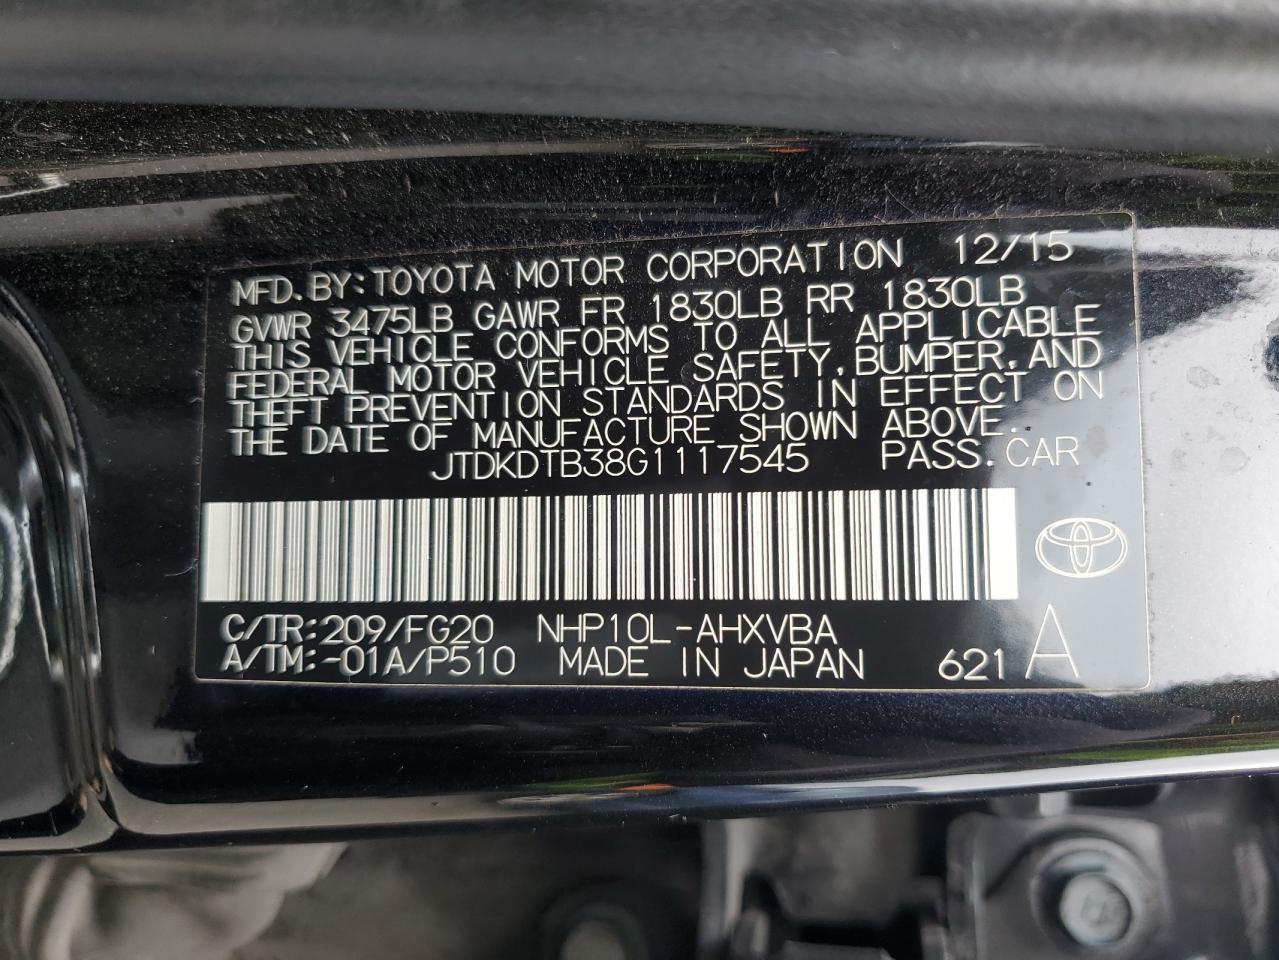 MFD.BY:TOYOTA MOTOR CORPORATION 12/15
GVWR 3475LB GAWR FR 1830LB RR 1830LB
THIS VEHICLE CONFORMS TO ALL APPLICABLE
FEDERAL MOTOR VEHICLE SAFETY,BUMPER,AND
THEFT PREVENTION STANDARDS IN EFFECT ON
THE DATE OF MANUFACTURE SHOWN ABOVE.
JTDKDTB38G1117545 PASS.CAR
C/TR:209/FG20 NHP10L-AHXVBA
A/TM:-01A/P510 MADE IN JAPAN 621 A